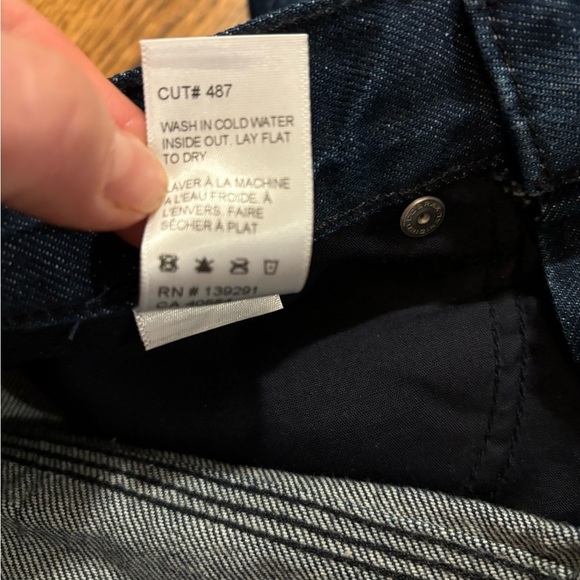 CUT# 487
WASH IN COLD WATER
INSIDE OUT. LAY FLAT
TO DRY
LAVER À LA MACHINE
À L'EAU FROIDE, À
L'ENVERS. FAIRE
SÉCHER À PLAT
RN # 139291
CA